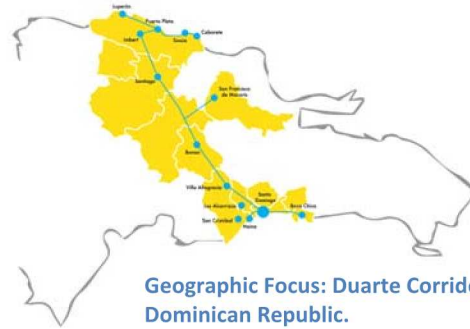 Luperón
Puerto Plata
Imbert
Sosúa
Cabarete
Santiago
San Francisco
de Macorís
Bonao
Villa Altagracia
Los Alcarrizos
Santo
Domingo
Boca Chica
San Cristóbal
Haina
Geographic Focus: Duarte Corrid
Dominican Republic.